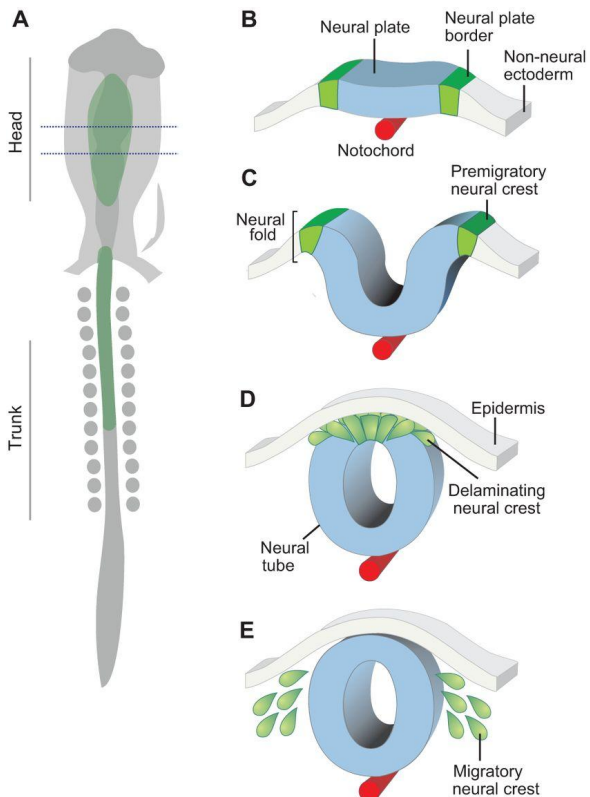 A
Head
Trunk
B
Neural plate
Neural plate
border
Non-neural
ectoderm
Notochord
C
Premigratory
neural crest
Neural
fold
D
Epidermis
Delaminating
neural crest
Neural
tube
E
Migratory
neural crest